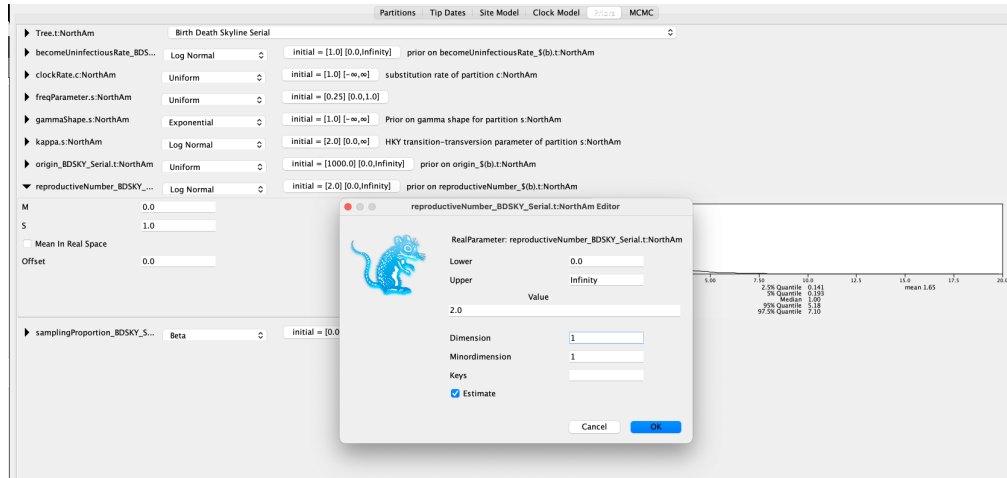 Partitions Tip Dates Site Model Clock Model Priors MCMC
Tree.t:NorthAm Birth Death Skyline Serial
becomeUninfectiousRate_BDS... Log Normal initial = [1.0] [0.0,Infinity] prior on becomeUninfectiousRate_$(b).t:NorthAm
clockRate.c:NorthAm Uniform initial = [1.0] [-∞,∞] substitution rate of partition c:NorthAm
freqParameter.s:NorthAm Uniform initial = [0.25] [0.0,1.0]
gammaShape.s:NorthAm Exponential initial = [1.0] [-∞,∞] Prior on gamma shape for partition s:NorthAm
kappa.s:NorthAm Log Normal initial = [2.0] [0.0,∞] HKY transition-transversion parameter of partition s:NorthAm
origin_BDSKY_Serial.t:NorthAm Uniform initial = [1000.0] [0.0,Infinity] prior on origin_$(b).t:NorthAm
reproductiveNumber_BDSKY_... Log Normal initial = [2.0] [0.0,Infinity] prior on reproductiveNumber_$(b).t:NorthAm
M 0.0
S 1.0
Mean In Real Space
Offset 0.0
reproductiveNumber_BDSKY_Serial.t:NorthAm Editor
RealParameter: reproductiveNumber_BDSKY_Serial.t:NorthAm
Lower 0.0
Upper Infinity
Value
2.0
Dimension 1
Minordimension 1
Keys
Estimate
Cancel OK
5.00 7.50 10.0 12.5 15.0 17.5 20.0
2.5% Quantile 0.141 mean 1.65
5% Quantile 0.193
Median 1.00
95% Quantile 5.18
97.5% Quantile 7.10
samplingProportion_BDSKY_S... Beta initial = [0.0